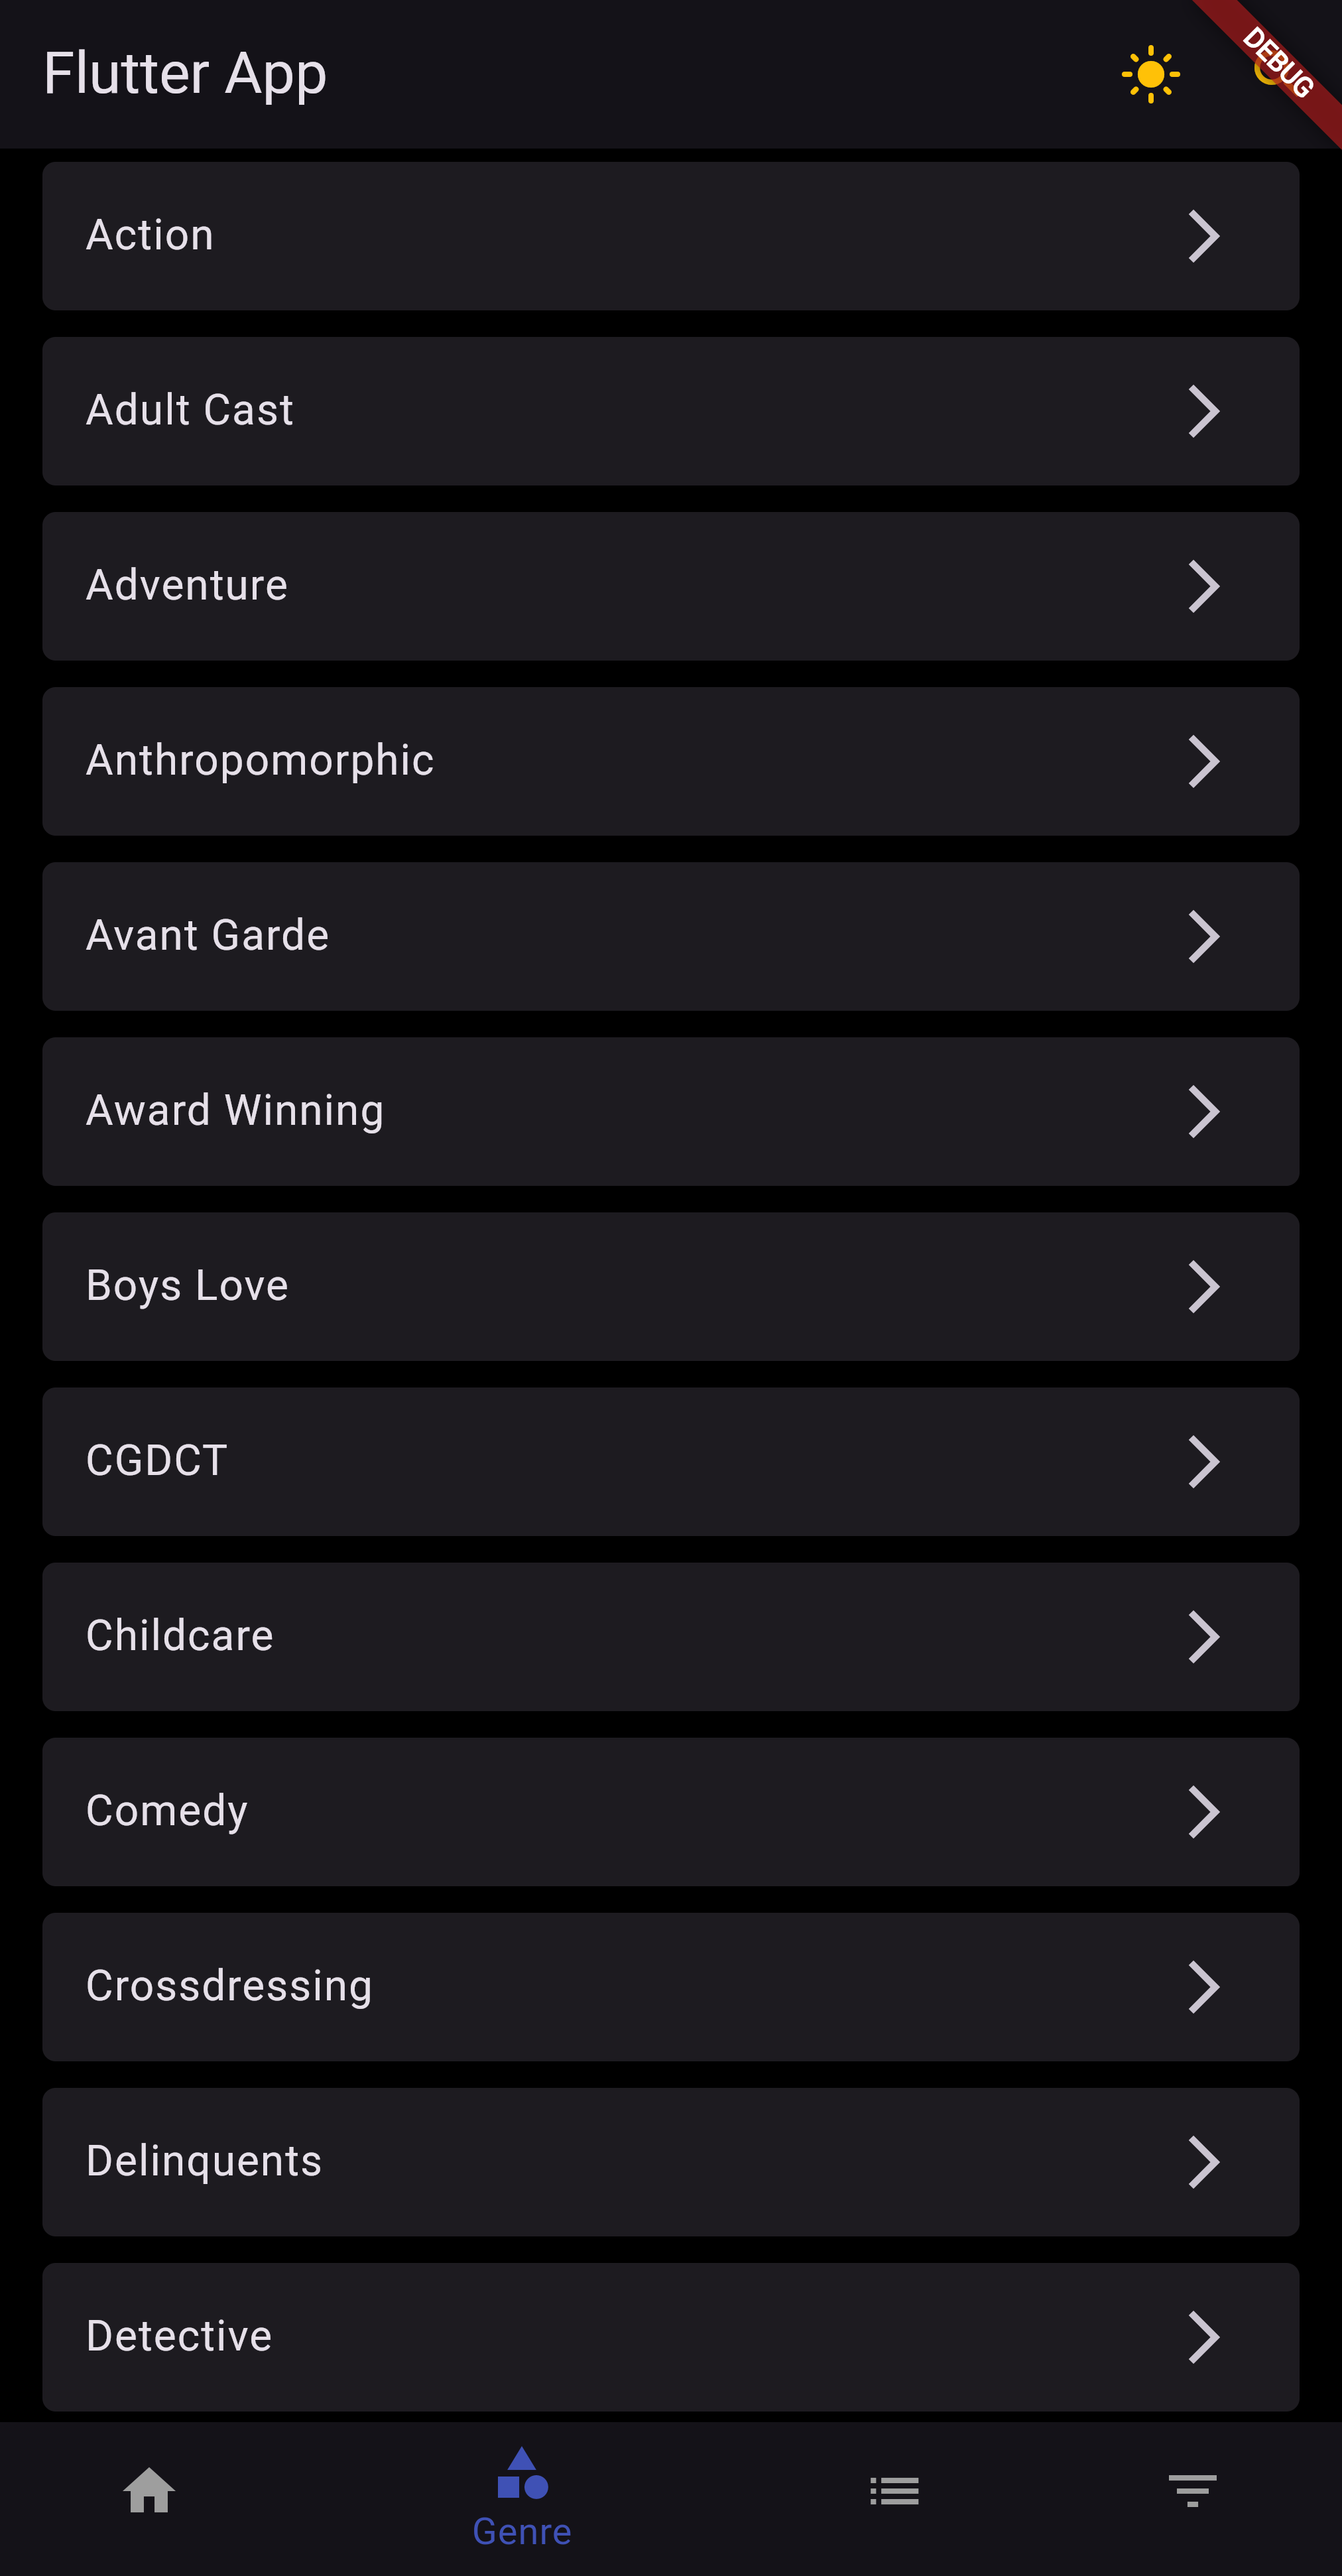 Flutter App
DEBUG
Action
Adult Cast
Adventure
Anthropomorphic
Avant Garde
Award Winning
Boys Love
CGDCT
Childcare
Comedy
Crossdressing
Delinquents
Detective
Genre